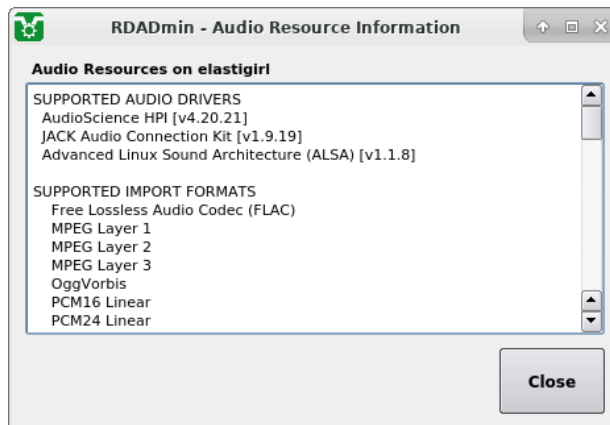 RDADmin - Audio Resource Information
Audio Resources on elastigirl
SUPPORTED AUDIO DRIVERS
AudioScience HPI [v4.20.21]
JACK Audio Connection Kit [v1.9.19]
Advanced Linux Sound Architecture (ALSA) [v1.1.8]
SUPPORTED IMPORT FORMATS
Free Lossless Audio Codec (FLAC)
MPEG Layer 1
MPEG Layer 2
MPEG Layer 3
OggVorbis
PCM16 Linear
PCM24 Linear
Close